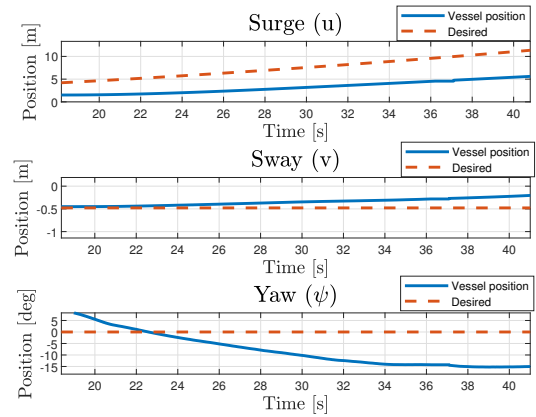 Surge (u)
Vessel position
Desired
Position [m]
10
5
0
20 22 24 26 28 30 32 34 36 38 40
Time [s]
Sway (v)
Vessel position
Desired
Position [m]
0
-0.5
-1
20 22 24 26 28 30 32 34 36 38 40
Time [s]
Yaw (ψ)
Vessel position
Desired
Position [deg]
5
0
-5
-10
-15
20 22 24 26 28 30 32 34 36 38 40
Time [s]